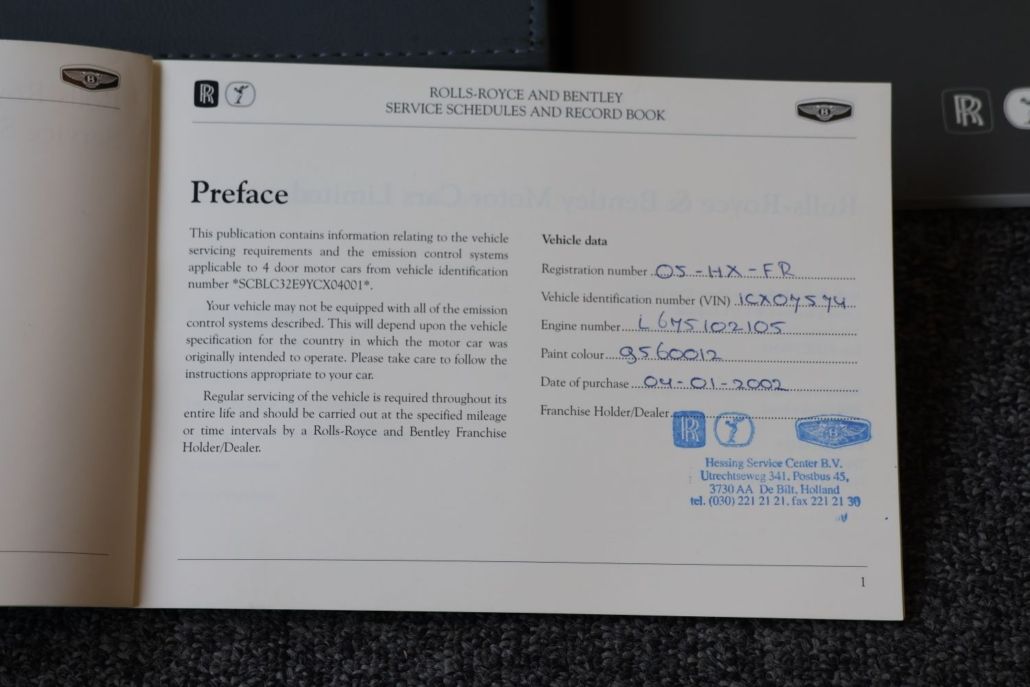 ROLLS-ROYCE AND BENTLEY
SERVICE SCHEDULES AND RECORD BOOK
Preface
This publication contains information relating to the vehicle
servicing requirements and the emission control systems
applicable to 4 door motor cars from vehicle identification
number *SCBLC32E9YCX04001*.
Your vehicle may not be equipped with all of the emission
control systems described. This will depend upon the vehicle
specification for the country in which the motor car was
originally intended to operate. Please take care to follow the
instructions appropriate to your car.
Regular servicing of the vehicle is required throughout its
entire life and should be carried out at the specified mileage
or time intervals by a Rolls-Royce and Bentley Franchise
Holder/Dealer.
Vehicle data
Registration number 05-HX-FR
Vehicle identification number (VIN) 1CX07574
Engine number L675102105
Paint colour 9560012
Date of purchase 04-01-2002
Franchise Holder/Dealer
Hessing Service Center B.V.
Utrechtseweg 341, Postbus 45,
3730 AA De Bilt, Holland
tel. (030) 221 21 21, fax 221 21 30
1